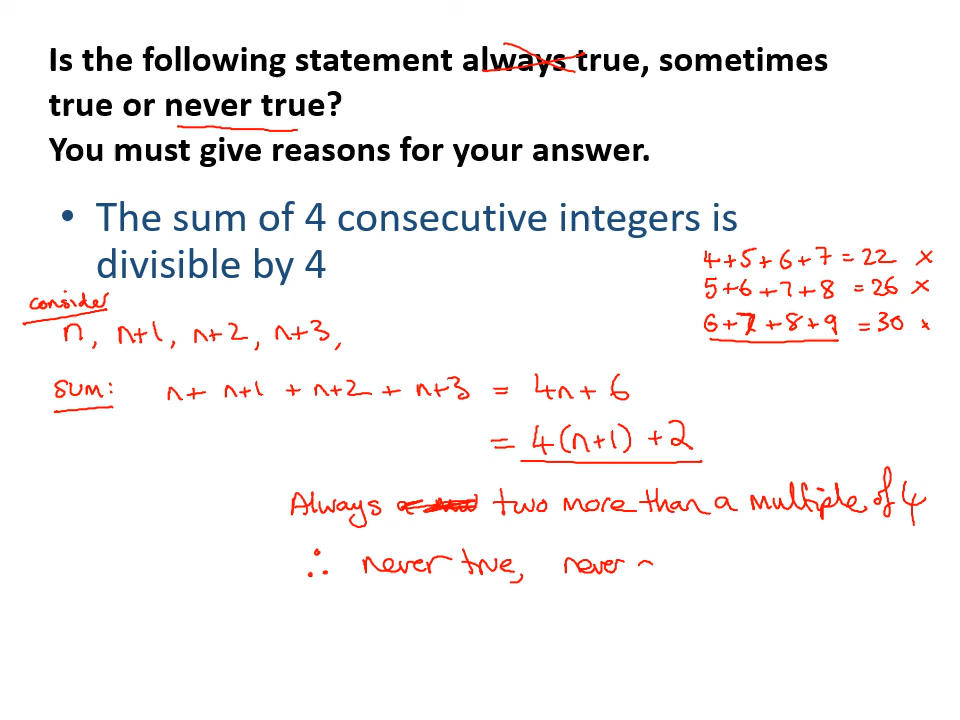 Is the following statement always true, sometimes
true or never true?
You must give reasons for your answer.
• The sum of 4 consecutive integers is
divisible by 4
4+5+6+7 = 22 ×
5+6+7+8 = 26 ×
6+7+8+9 = 30 ×
consider
n, n+1, n+2, n+3,
SUM: n+ n+1 + n+2 + n+3 = 4n+6
= 4(n+1) +2
Always two more than a multiple of 4
∴ never true, never